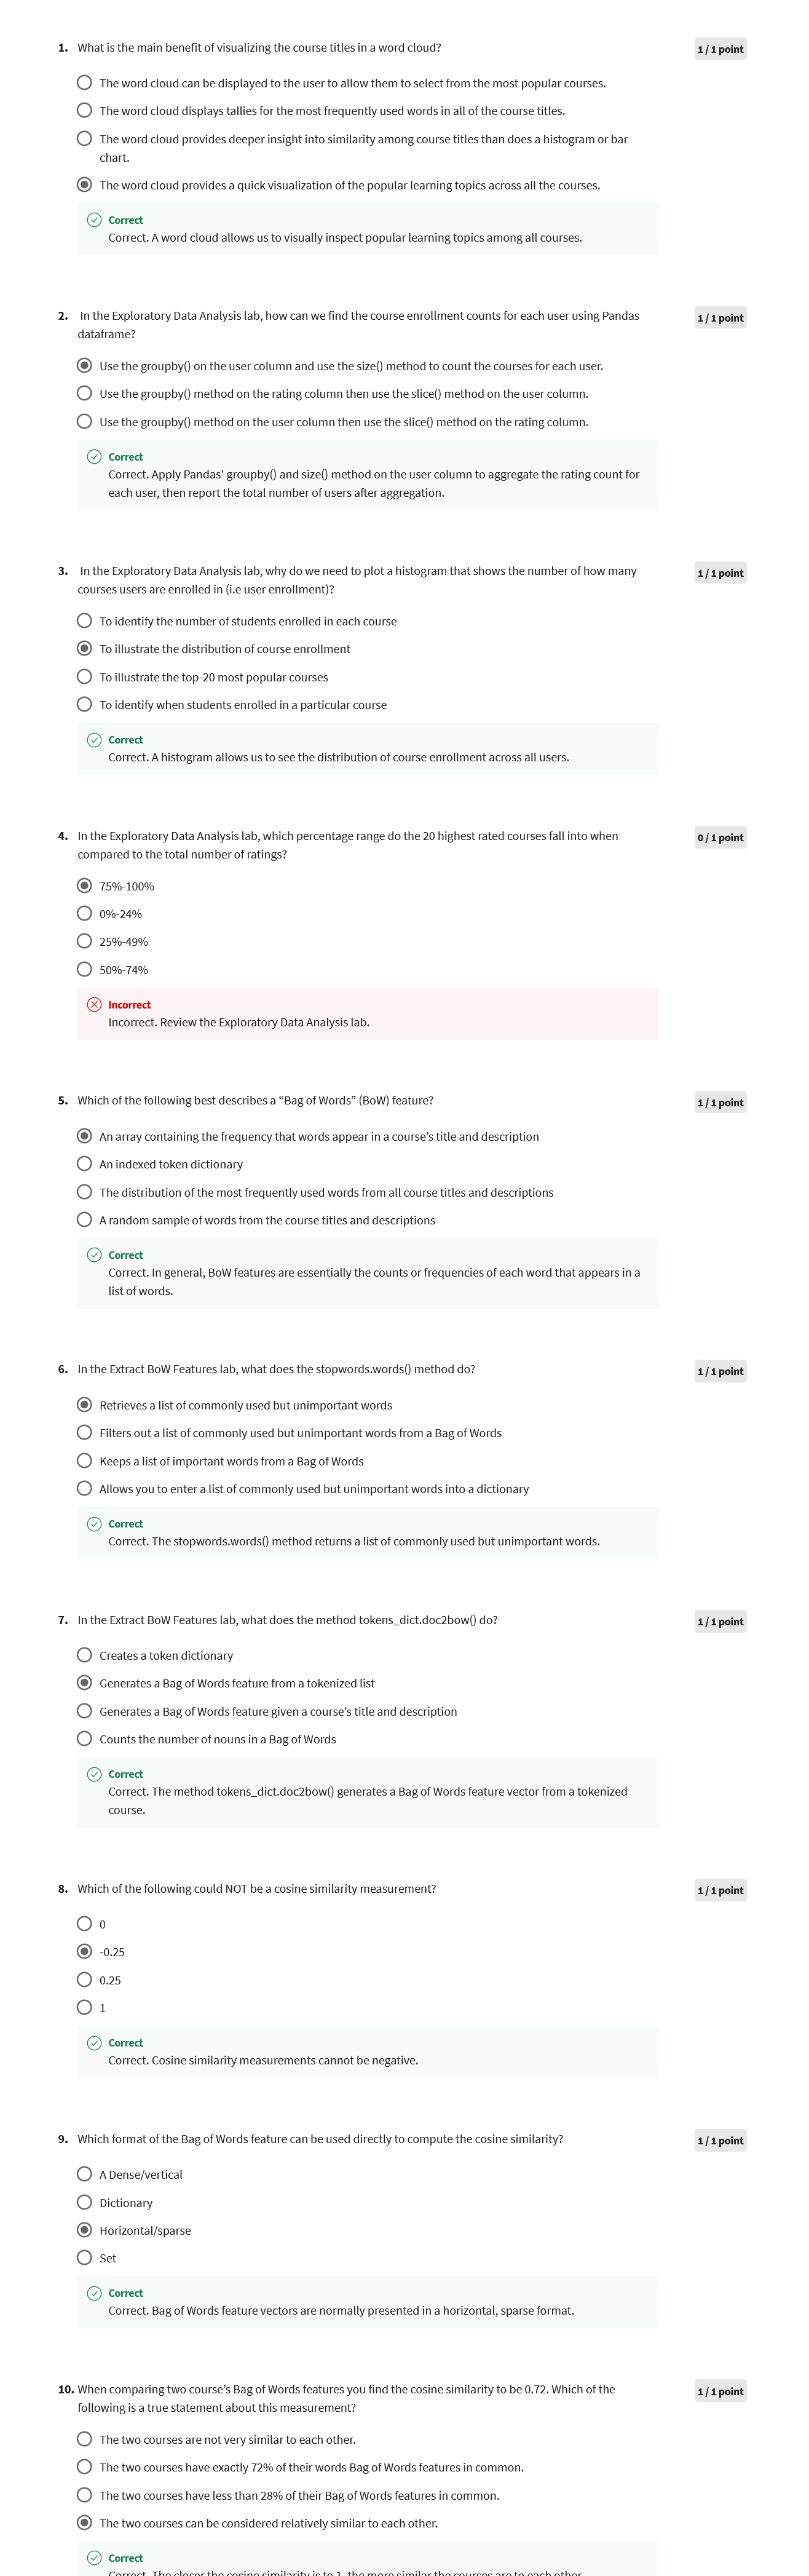 1. What is the main benefit of visualizing the course titles in a word cloud?
1 / 1 point
The word cloud can be displayed to the user to allow them to select from the most popular courses.
The word cloud displays tallies for the most frequently used words in all of the course titles.
The word cloud provides deeper insight into similarity among course titles than does a histogram or bar
chart.
The word cloud provides a quick visualization of the popular learning topics across all the courses.
Correct
Correct. A word cloud allows us to visually inspect popular learning topics among all courses.
2. In the Exploratory Data Analysis lab, how can we find the course enrollment counts for each user using Pandas
dataframe?
1 / 1 point
Use the groupby() on the user column and use the size() method to count the courses for each user.
Use the groupby() method on the rating column then use the slice() method on the user column.
Use the groupby() method on the user column then use the slice() method on the rating column.
Correct
Correct. Apply Pandas' groupby() and size() method on the user column to aggregate the rating count for
each user, then report the total number of users after aggregation.
3. In the Exploratory Data Analysis lab, why do we need to plot a histogram that shows the number of how many
courses users are enrolled in (i.e user enrollment)?
1 / 1 point
To identify the number of students enrolled in each course
To illustrate the distribution of course enrollment
To illustrate the top-20 most popular courses
To identify when students enrolled in a particular course
Correct
Correct. A histogram allows us to see the distribution of course enrollment across all users.
4. In the Exploratory Data Analysis lab, which percentage range do the 20 highest rated courses fall into when
compared to the total number of ratings?
0 / 1 point
75%-100%
0%-24%
25%-49%
50%-74%
Incorrect
Incorrect. Review the Exploratory Data Analysis lab.
5. Which of the following best describes a “Bag of Words” (BoW) feature?
1 / 1 point
An array containing the frequency that words appear in a course’s title and description
An indexed token dictionary
The distribution of the most frequently used words from all course titles and descriptions
A random sample of words from the course titles and descriptions
Correct
Correct. In general, BoW features are essentially the counts or frequencies of each word that appears in a
list of words.
6. In the Extract BoW Features lab, what does the stopwords.words() method do?
1 / 1 point
Retrieves a list of commonly used but unimportant words
Filters out a list of commonly used but unimportant words from a Bag of Words
Keeps a list of important words from a Bag of Words
Allows you to enter a list of commonly used but unimportant words into a dictionary
Correct
Correct. The stopwords.words() method returns a list of commonly used but unimportant words.
7. In the Extract BoW Features lab, what does the method tokens_dict.doc2bow() do?
1 / 1 point
Creates a token dictionary
Generates a Bag of Words feature from a tokenized list
Generates a Bag of Words feature given a course’s title and description
Counts the number of nouns in a Bag of Words
Correct
Correct. The method tokens_dict.doc2bow() generates a Bag of Words feature vector from a tokenized
course.
8. Which of the following could NOT be a cosine similarity measurement?
1 / 1 point
0
-0.25
0.25
1
Correct
Correct. Cosine similarity measurements cannot be negative.
9. Which format of the Bag of Words feature can be used directly to compute the cosine similarity?
1 / 1 point
A Dense/vertical
Dictionary
Horizontal/sparse
Set
Correct
Correct. Bag of Words feature vectors are normally presented in a horizontal, sparse format.
10. When comparing two course’s Bag of Words features you find the cosine similarity to be 0.72. Which of the
following is a true statement about this measurement?
1 / 1 point
The two courses are not very similar to each other.
The two courses have exactly 72% of their words Bag of Words features in common.
The two courses have less than 28% of their Bag of Words features in common.
The two courses can be considered relatively similar to each other.
Correct
Correct. The closer the cosine similarity is to 1, the more similar the courses are to each other.